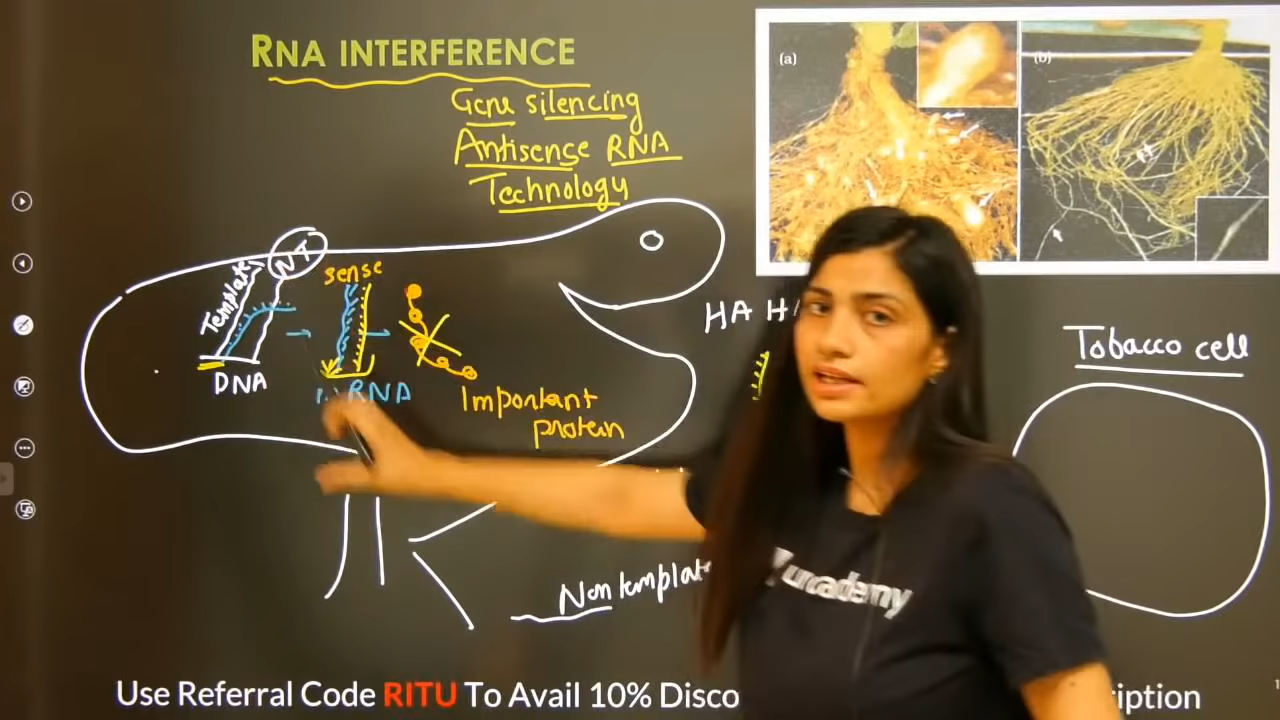 RNA INTERFERENCE
Gene silencing
Antisense RNA
Technology
(a)
(b)
NT
Template
sense
HA H
DNA
RNA
Important
protein
Tobacco cell
Non template
unacademy
Use Referral Code RITU To Avail 10% Disco
ription